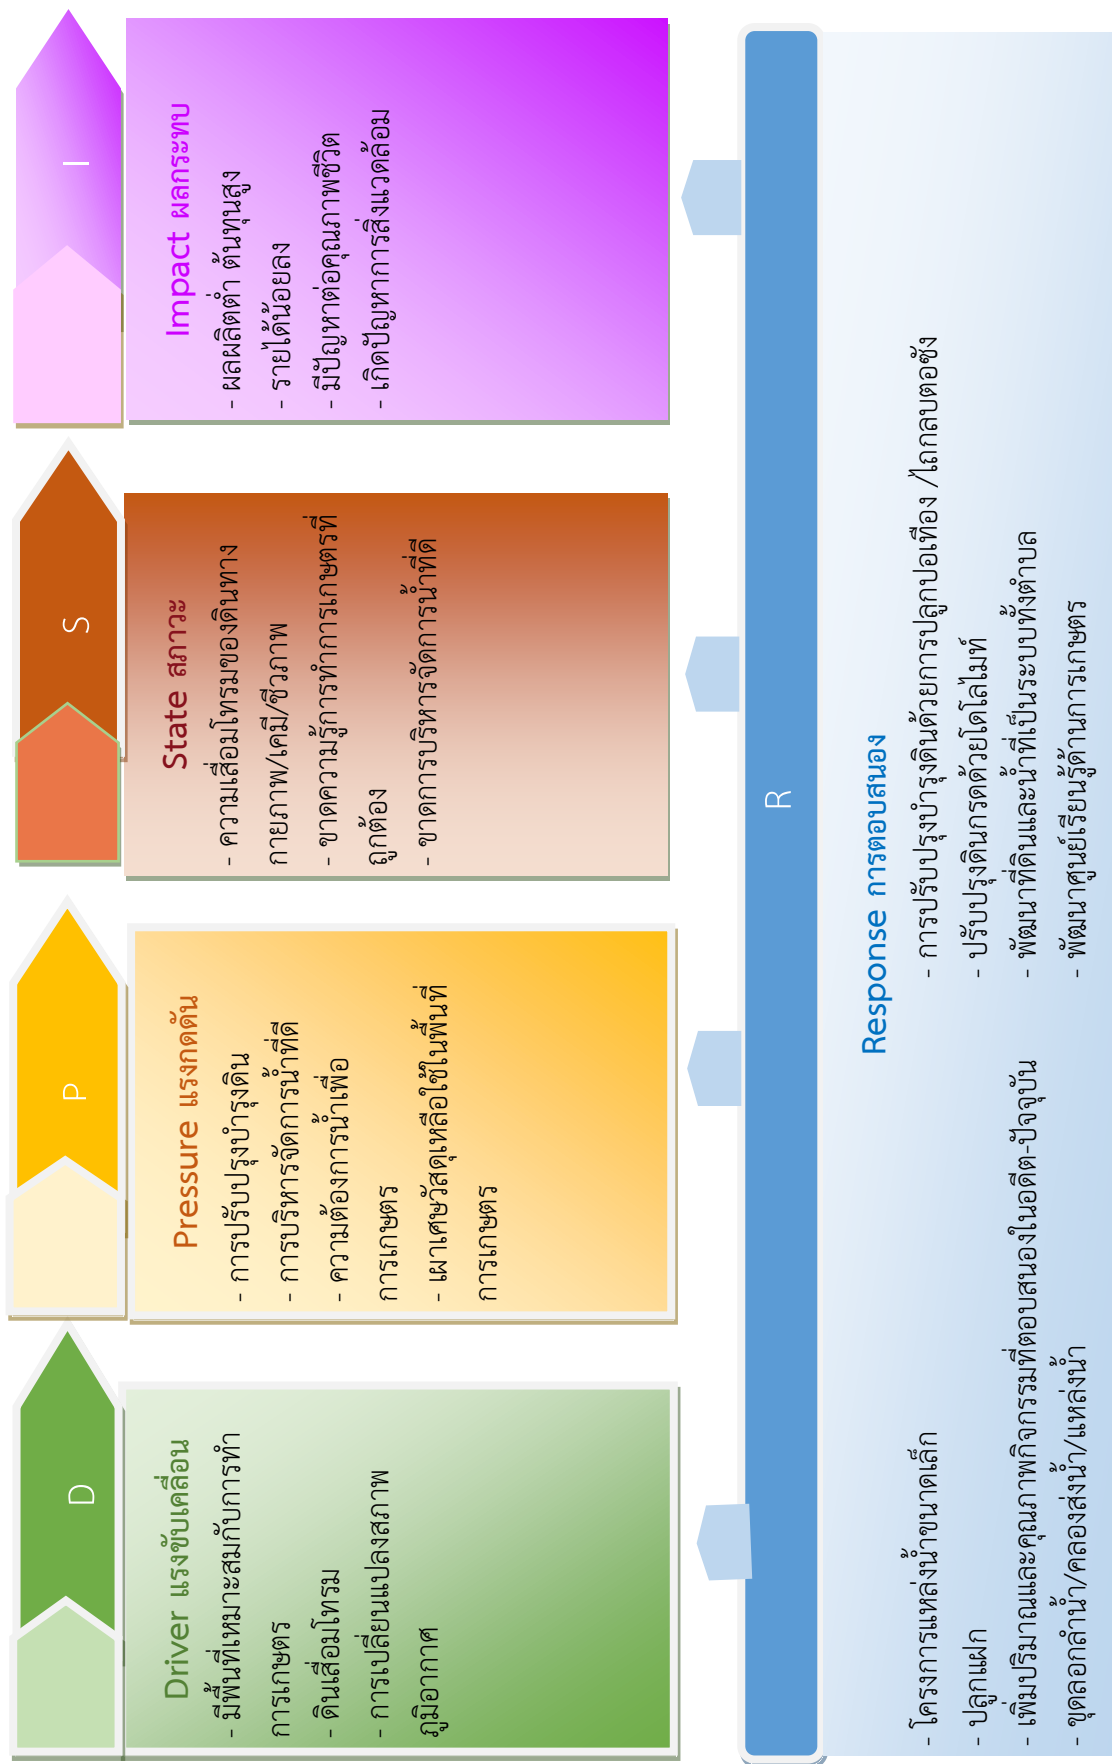 D
Driver แรงขับเคลื่อน
- มีพื้นที่เหมาะสมกับการทำ
การเกษตร
- ดินเสื่อมโทรม
- การเปลี่ยนแปลงสภาพ
ภูมิอากาศ
P
Pressure แรงกดดัน
- การปรับปรุงบำรุงดิน
- การบริหารจัดการน้ำที่ดี
- ความต้องการน้ำเพื่อ
การเกษตร
- เผาเศษวัสดุเหลือใช้ในพื้นที่
การเกษตร
S
State สภาวะ
- ความเสื่อมโทรมของดินทาง
กายภาพ/เคมี/ชีวภาพ
- ขาดความรู้การทำการเกษตรที่
ถูกต้อง
- ขาดการบริหารจัดการน้ำที่ดี
I
Impact ผลกระทบ
- ผลผลิตต่ำ ต้นทุนสูง
- รายได้น้อยลง
- มีปัญหาต่อคุณภาพชีวิต
- เกิดปัญหาการสิ่งแวดล้อม
R
Response การตอบสนอง
- โครงการแหล่งน้ำขนาดเล็ก
- ปลูกแฝก
- เพิ่มปริมาณและคุณภาพกิจกรรมที่ตอบสนองในอดีต-ปัจจุบัน
- ขุดลอกลำน้ำ/คลองส่งน้ำ/แหล่งน้ำ
- การปรับปรุงบำรุงดินด้วยการปลูกปอเทือง /ไถกลบตอซัง
- ปรับปรุงดินกรดด้วยโดโลไมท์
- พัฒนาที่ดินและน้ำที่เป็นระบบทั้งตำบล
- พัฒนาศูนย์เรียนรู้ด้านการเกษตร